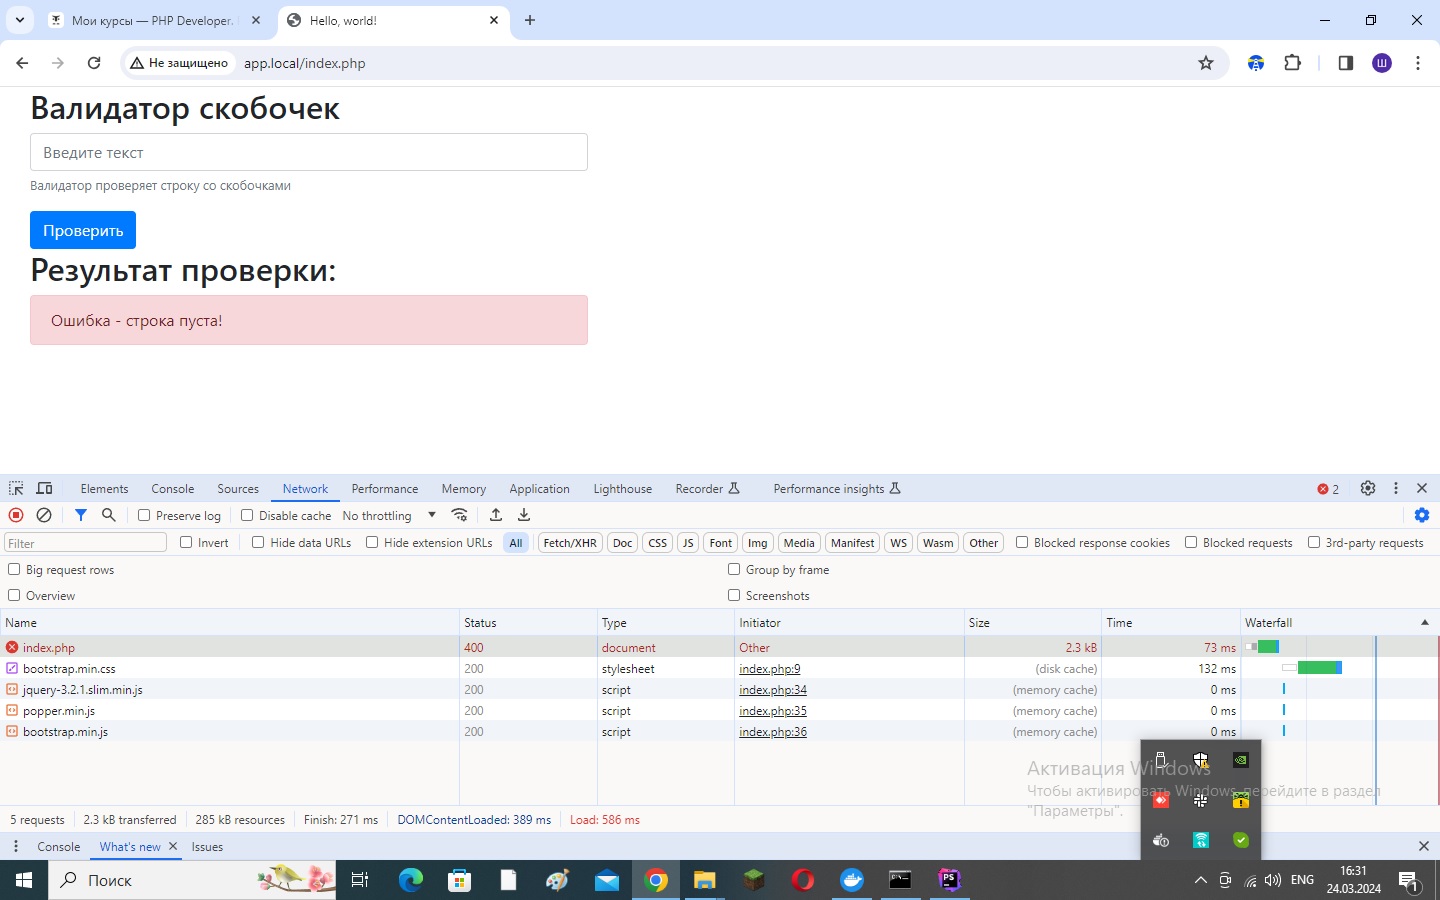 Мои курсы — PHP Developer.
Hello, world!
Не защищено
app.local/index.php
Ш
Валидатор скобочек
Введите текст
Валидатор проверяет строку со скобочками
Проверить
Результат проверки:
Ошибка - строка пуста!
Elements Console Sources Network Performance Memory Application Lighthouse Recorder Performance insights 2
Preserve log Disable cache No throttling
Filter Invert Hide data URLs Hide extension URLs All Fetch/XHR Doc CSS JS Font Img Media Manifest WS Wasm Other Blocked response cookies Blocked requests 3rd-party requests
Big request rows Group by frame
Overview Screenshots
Name Status Type Initiator Size Time Waterfall
index.php 400 document Other 2.3 kB 73 ms
bootstrap.min.css 200 stylesheet index.php:9 (disk cache) 132 ms
jquery-3.2.1.slim.min.js 200 script index.php:34 (memory cache) 0 ms
popper.min.js 200 script index.php:35 (memory cache) 0 ms
bootstrap.min.js 200 script index.php:36 (memory cache) 0 ms
Активация Windows
Чтобы активировать Windows, перейдите в раздел
"Параметры".
5 requests 2.3 kB transferred 285 kB resources Finish: 271 ms DOMContentLoaded: 389 ms Load: 586 ms
Console What's new Issues
Поиск
PS
ENG
16:31
24.03.2024
1